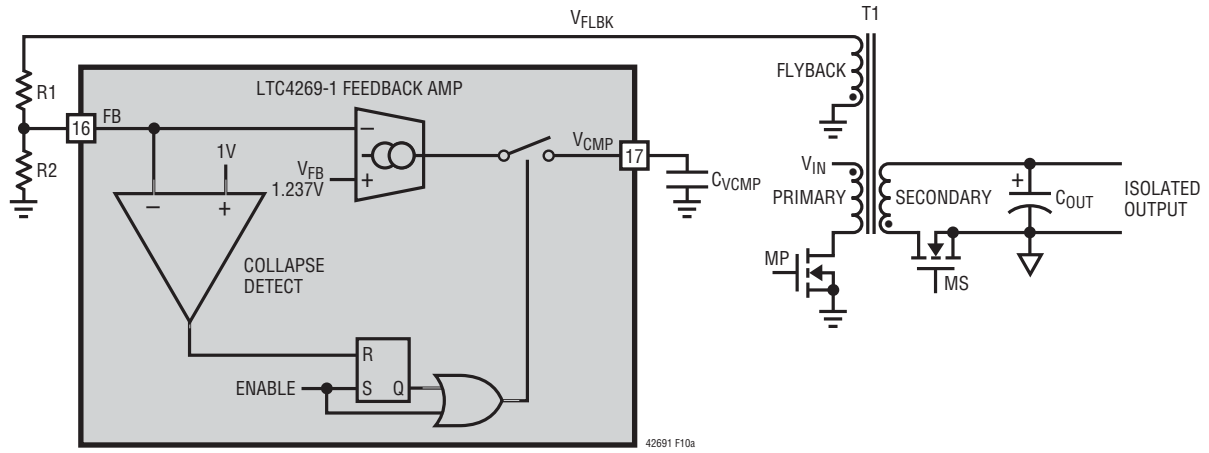 VFLBK
T1
R1
LTC4269-1 FEEDBACK AMP
FLYBACK
16
FB
R2
1V
VFB
1.237V
−
+
−
+
VCMP
17
CVCMP
VIN
PRIMARY
SECONDARY
+
COUT
ISOLATED
OUTPUT
COLLAPSE
DETECT
MP
MS
R
ENABLE
S
Q
42691 F10a